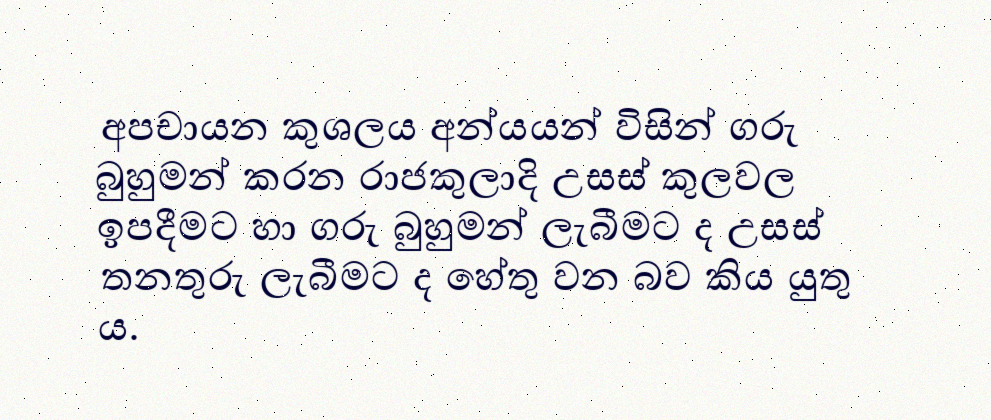 අපචායන කුශලය අන්යයන් විසින් ගරු
බුහුමන් කරන රාජකුලාදි උසස් කුලවල
ඉපදීමට හා ගරු බුහුමන් ලැබීමට ද උසස්
තනතුරු ලැබීමට ද හේතු වන බව කිය යුතු
ය.